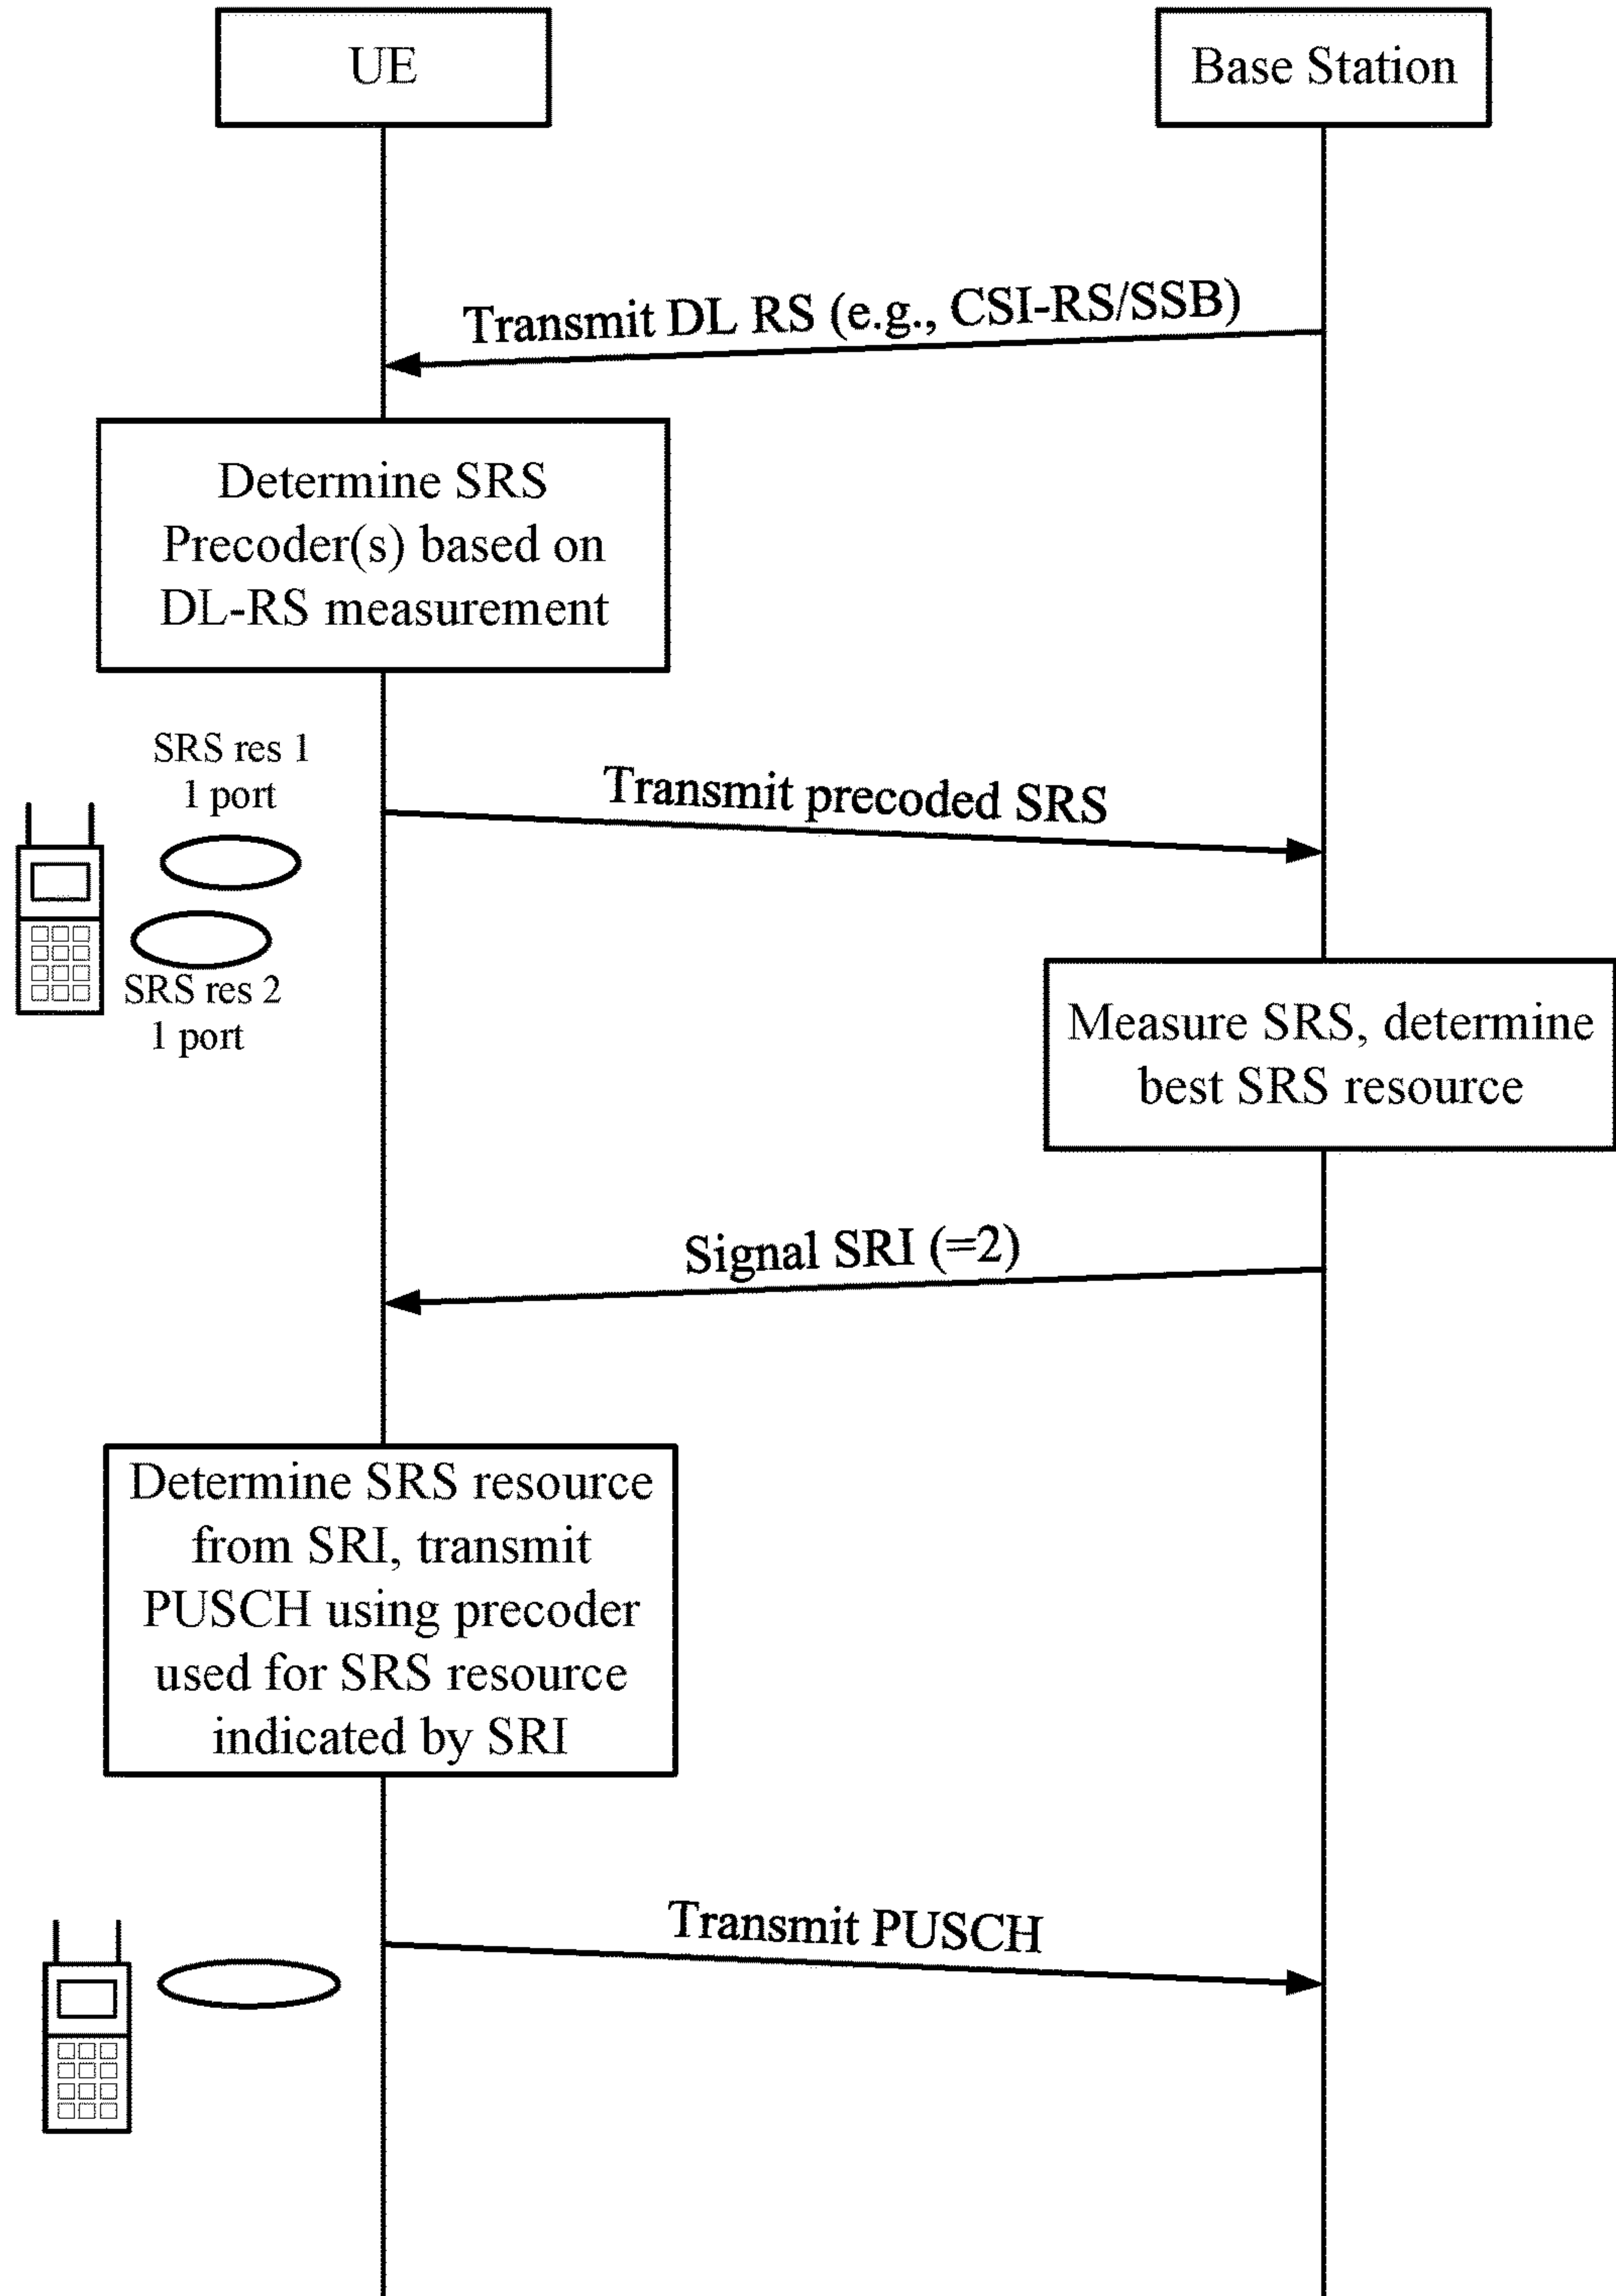 UE
Base Station
Transmit DL RS (e.g., CSI-RS/SSB)
Determine SRS
Precoder(s) based on
DL-RS measurement
SRS res 1
1 port
Transmit precoded SRS
SRS res 2
1 port
Measure SRS, determine
best SRS resource
Signal SRI (=2)
Determine SRS resource
from SRI, transmit
PUSCH using precoder
used for SRS resource
indicated by SRI
Transmit PUSCH